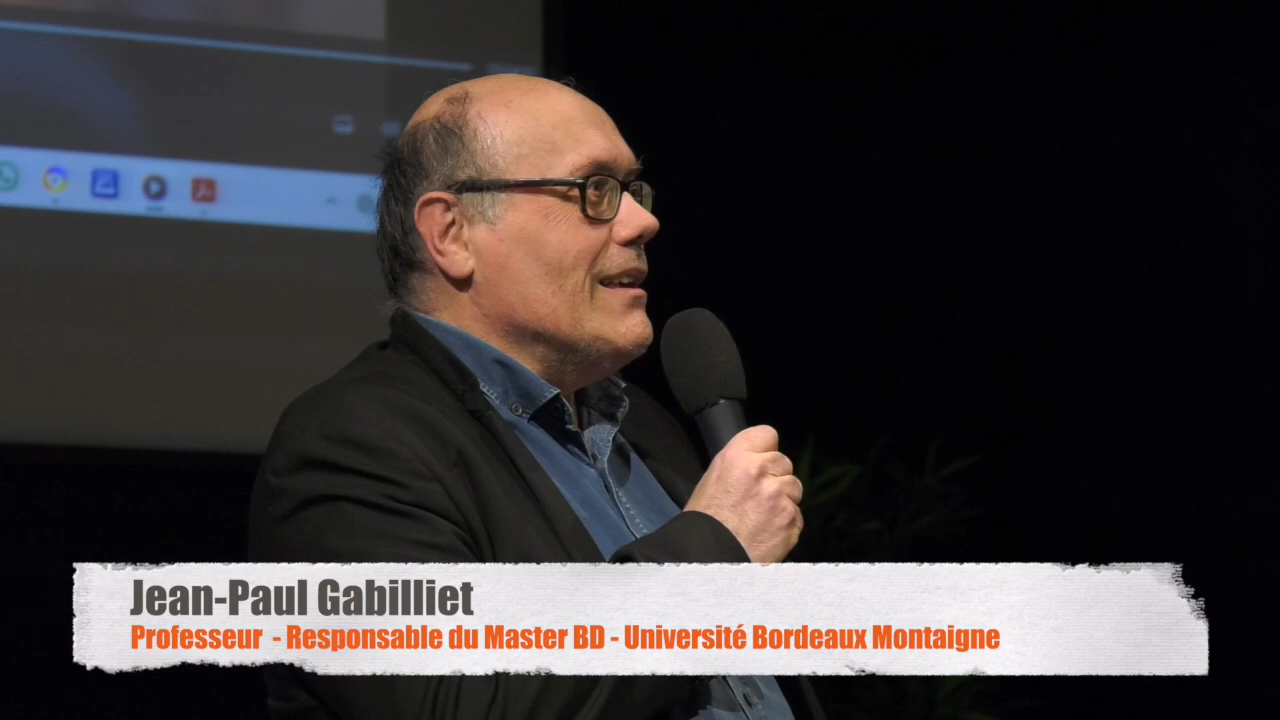 Jean-Paul Gabilliet
Professeur - Responsable du Master BD - Université Bordeaux Montaigne